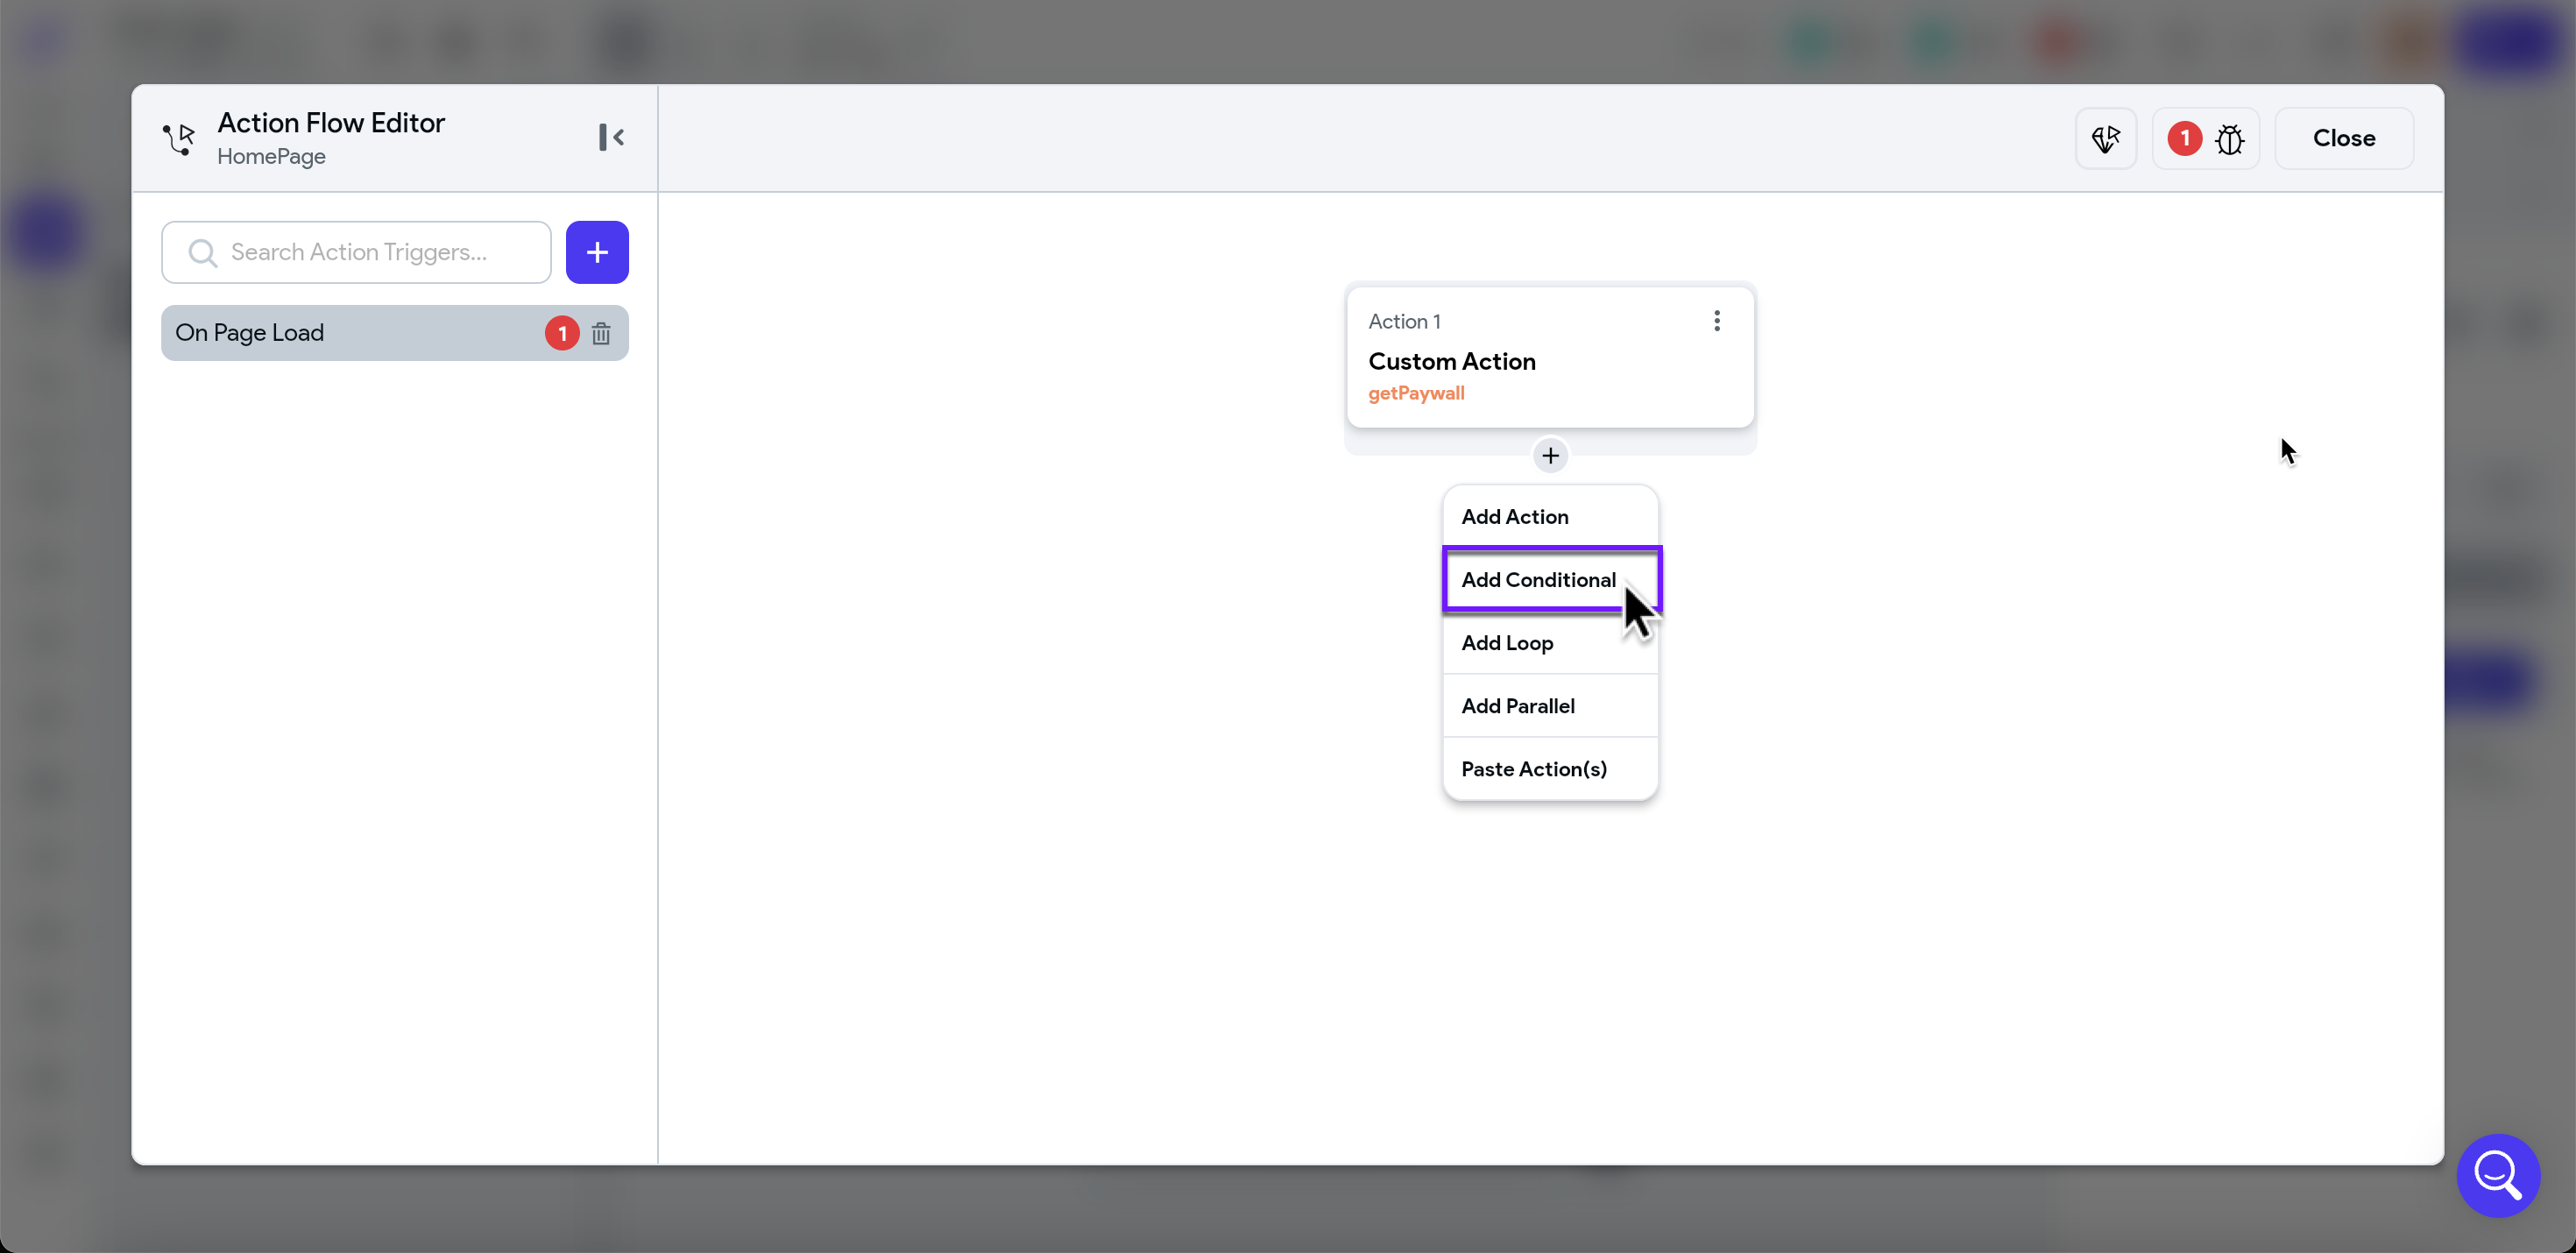 Action Flow Editor
HomePage
1
Close
Search Action Triggers...
On Page Load
1
Action 1
Custom Action
getPaywall
Add Action
Add Conditional
Add Loop
Add Parallel
Paste Action(s)